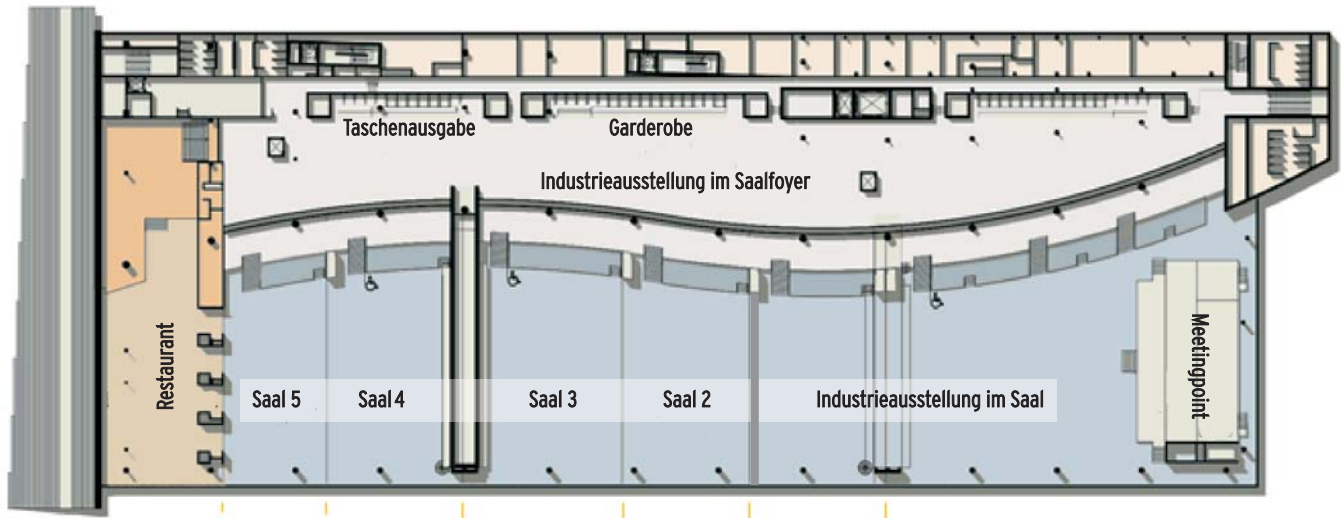 Taschenausgabe
Garderobe
Industrieausstellung im Saalfoyer
Restaurant
Saal 5
Saal 4
Saal 3
Saal 2
Industrieausstellung im Saal
Meetingpoint